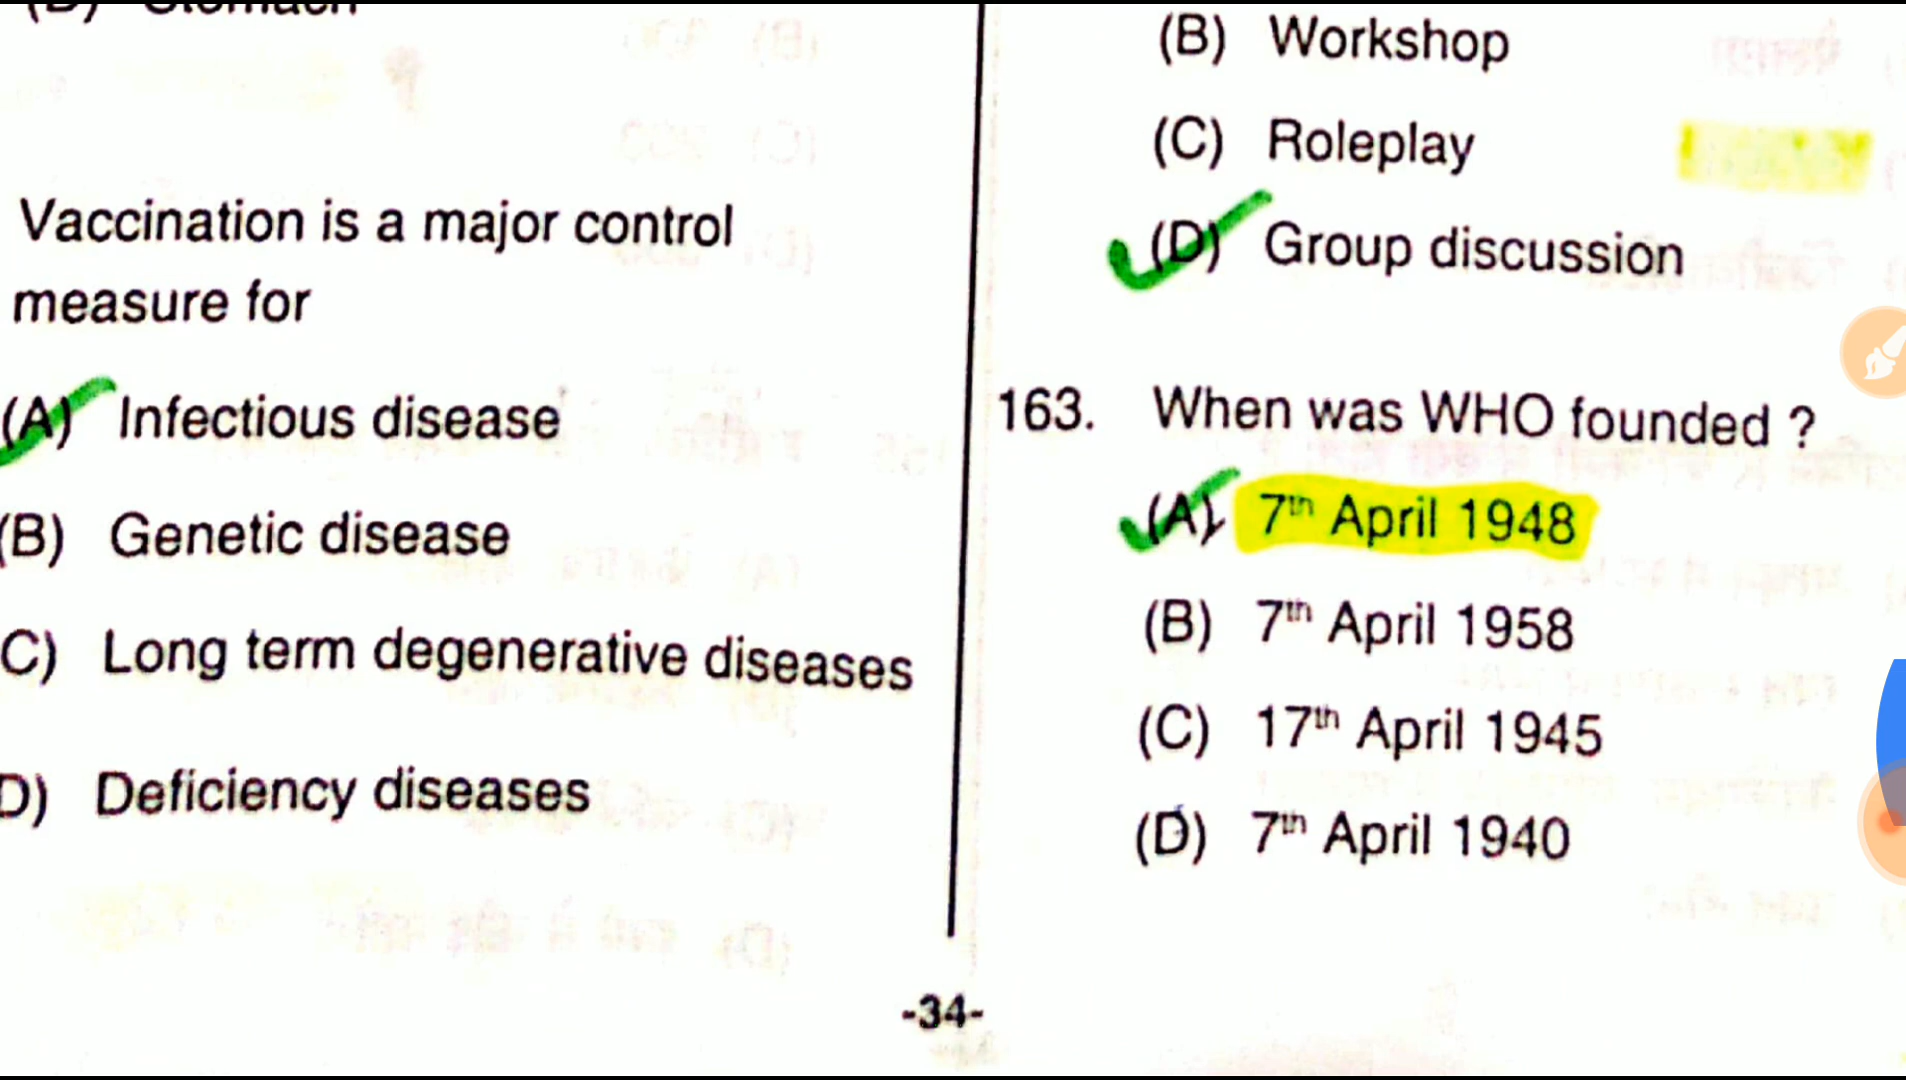 (D) Stomach
Vaccination is a major control
measure for
(A) Infectious disease
(B) Genetic disease
C) Long term degenerative diseases
D) Deficiency diseases
(B) Workshop
(C) Roleplay
(D) Group discussion
163. When was WHO founded ?
(A) 7th April 1948
(B) 7th April 1958
(C) 17th April 1945
(D) 7th April 1940
-34-